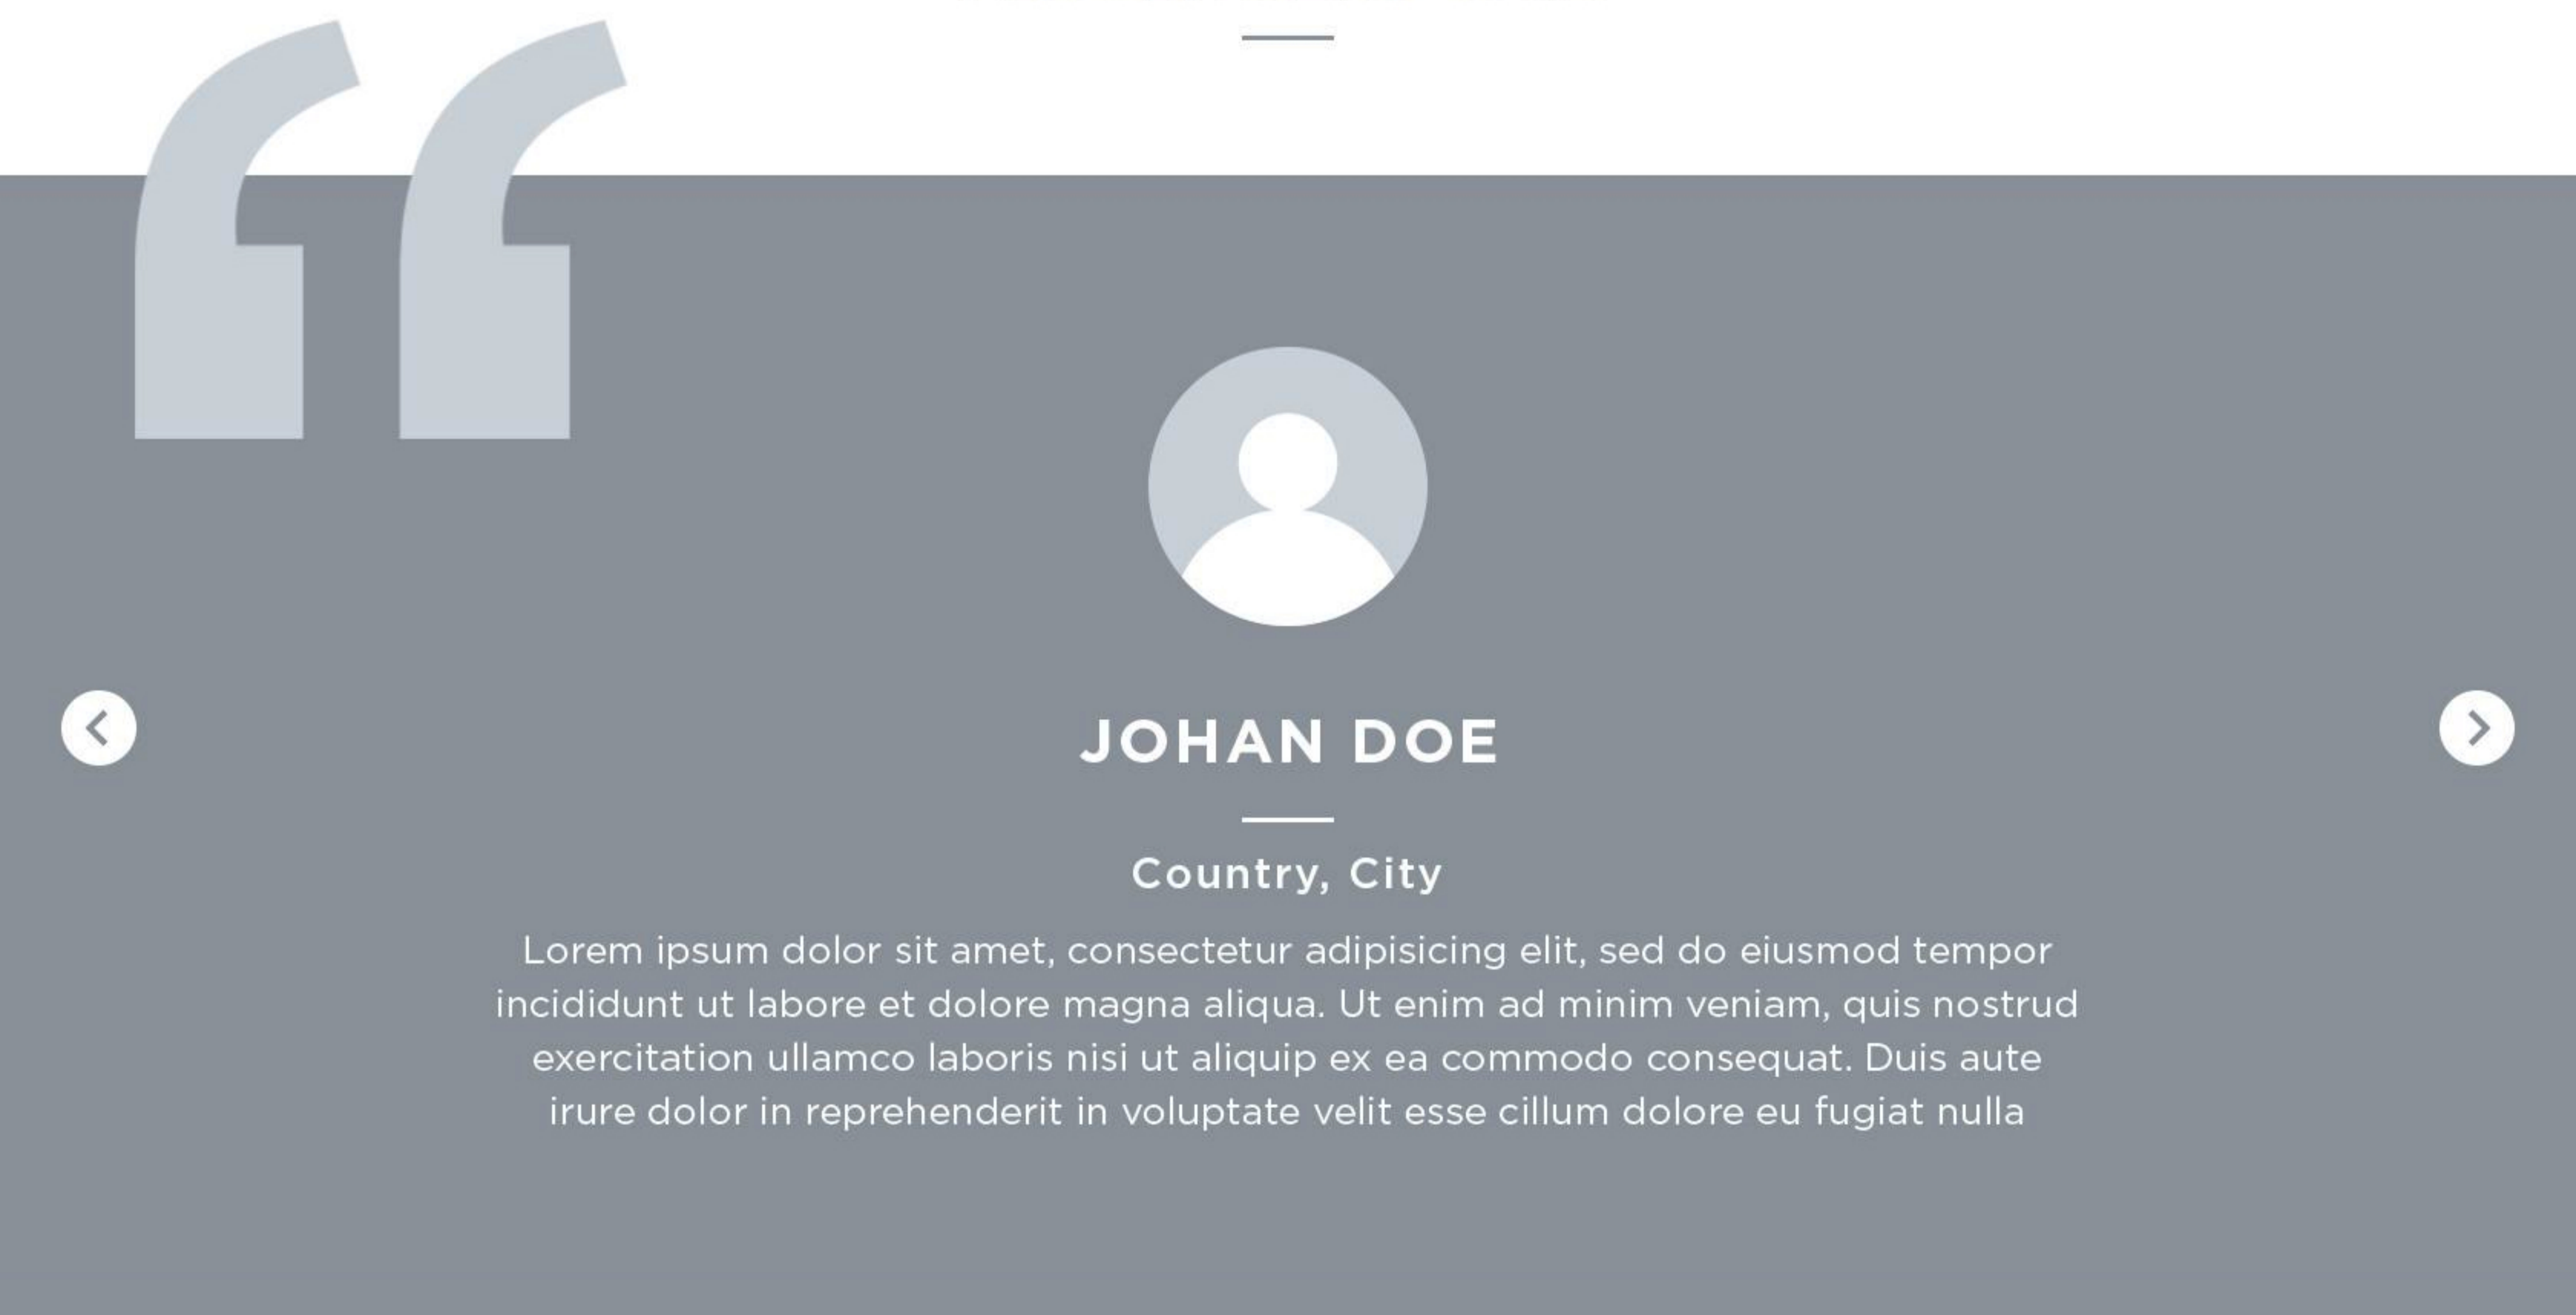 JOHAN DOE
Country, City
Lorem ipsum dolor sit amet, consectetur adipisicing elit, sed do eiusmod tempor
incididunt ut labore et dolore magna aliqua. Ut enim ad minim veniam, quis nostrud
exercitation ullamco laboris nisi ut aliquip ex ea commodo consequat. Duis aute
irure dolor in reprehenderit in voluptate velit esse cillum dolore eu fugiat nulla